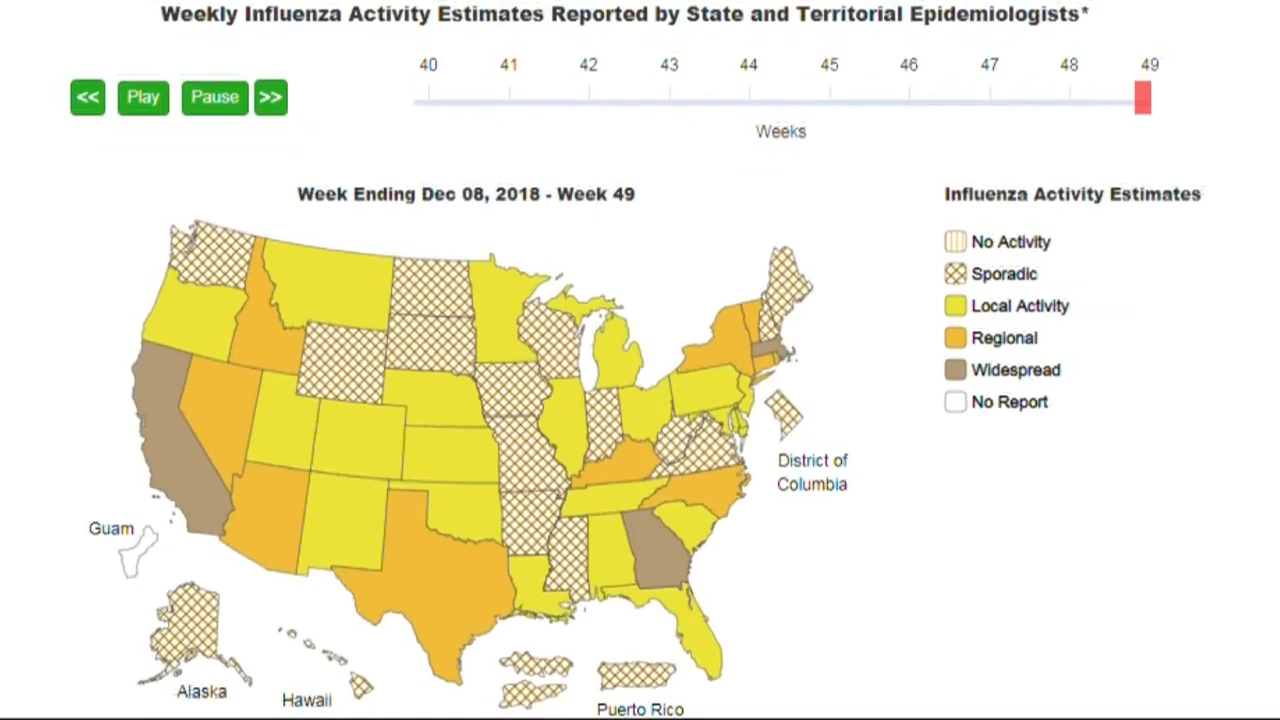 Weekly Influenza Activity Estimates Reported by State and Territorial Epidemiologists*
40 41 42 43 44 45 46 47 48 49
<< Play Pause >>
Weeks
Week Ending Dec 08, 2018 - Week 49
Influenza Activity Estimates
No Activity
Sporadic
Local Activity
Regional
Widespread
No Report
District of
Columbia
Guam
Alaska
Hawaii
Puerto Rico